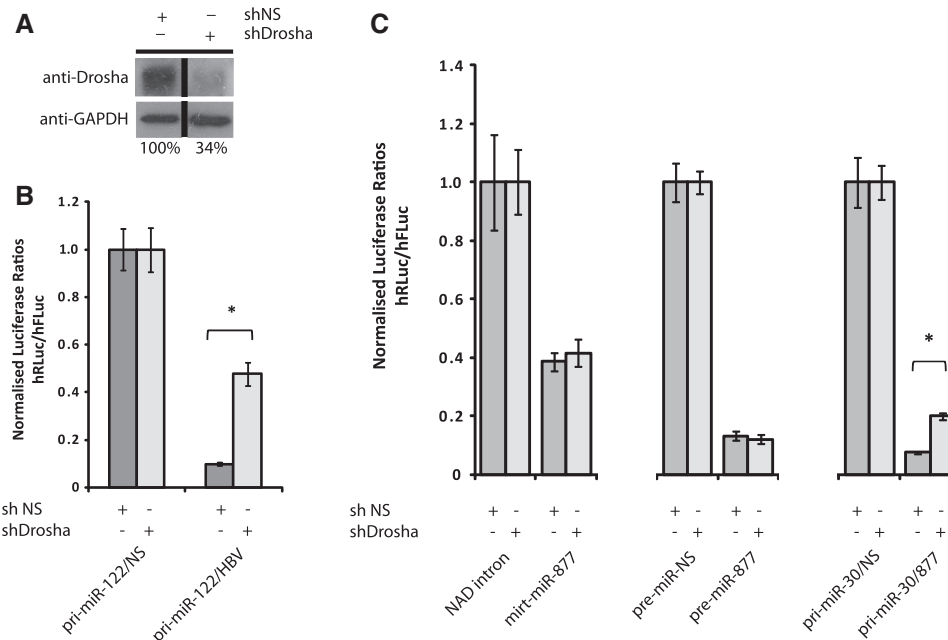 A
+ − shNS
− + shDrosha
anti-Drosha
anti-GAPDH
100% 34%
B
Normalised Luciferase Ratios
hRLuc/hFLuc
1.2
1.0
0.8
0.6
0.4
0.2
0
*
sh NS + - + -
shDrosha - + - +
pri-miR-122/NS
pri-miR-122/HBV
C
Normalised Luciferase Ratios
hRLuc/hFLuc
1.4
1.2
1.0
0.8
0.6
0.4
0.2
0
*
sh NS + - + - + - + - + - + -
shDrosha - + - + - + - + - + - +
NAD intron
mirt-miR-877
pre-miR-NS
pre-miR-877
pri-miR-30/NS
pri-miR-30/877